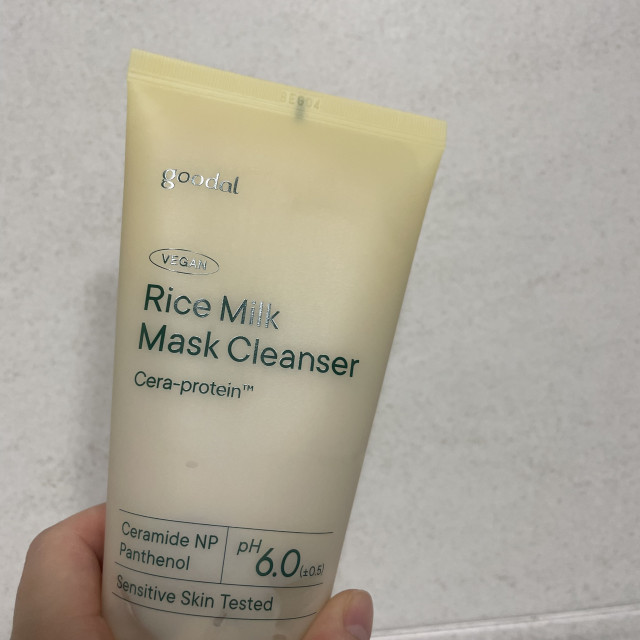 goodal
VEGAN
Rice Milk
Mask Cleanser
Cera-protein™
Ceramide NP
Panthenol
pH 6.0 (±0.5)
Sensitive Skin Tested